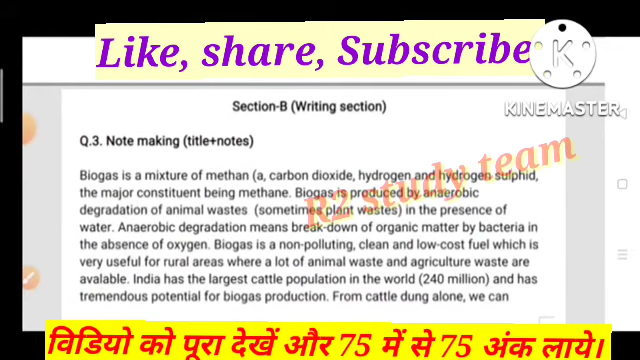 Like, share, Subscribe
K
KINEMASTER
Section-B (Writing section)
Q.3. Note making (title+notes)
Biogas is a mixture of methan (a, carbon dioxide, hydrogen and hydrogen sulphid,
the major constituent being methane. Biogas is produced by anaerobic
degradation of animal wastes (sometimes plant wastes) in the presence of
water. Anaerobic degradation means break-down of organic matter by bacteria in
the absence of oxygen. Biogas is a non-polluting, clean and low-cost fuel which is
very useful for rural areas where a lot of animal waste and agriculture waste are
avalable. India has the largest cattle population in the world (240 million) and has
tremendous potential for biogas production. From cattle dung alone, we can
R2 study team
विडियो को पूरा देखें और 75 में से 75 अंक लाये।